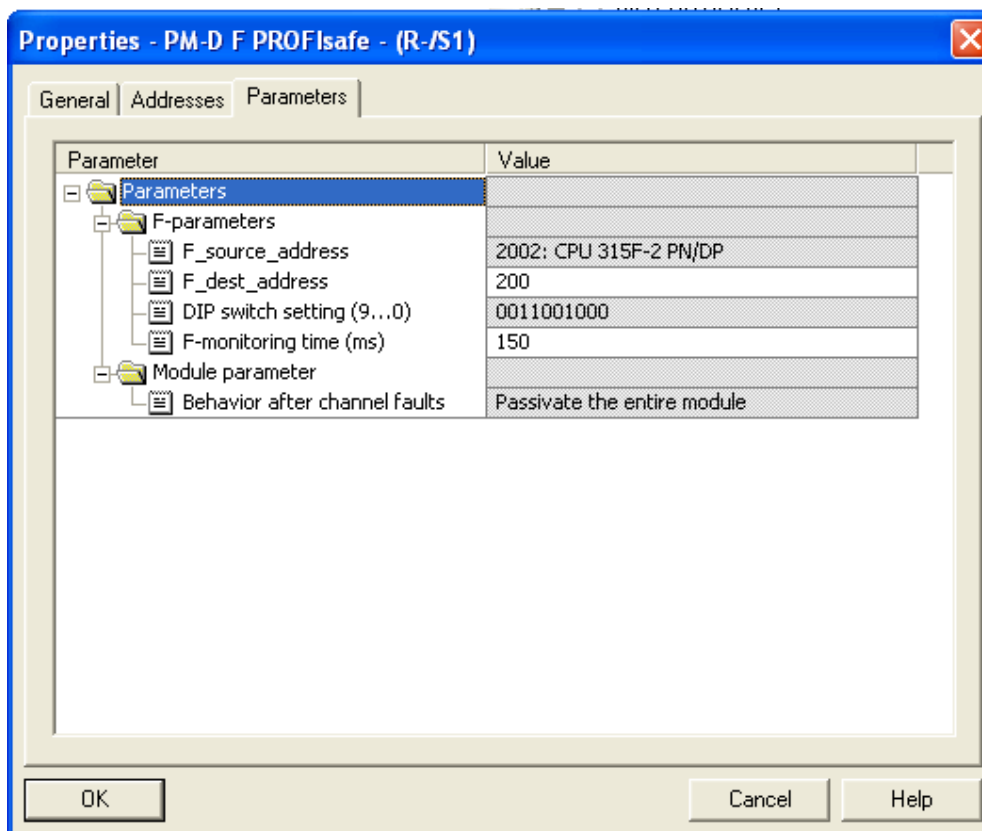 Properties - PM-D F PROFIsafe - (R-/S1)
General Addresses Parameters
Parameter Value
Parameters
F-parameters
F_source_address 2002: CPU 315F-2 PN/DP
F_dest_address 200
DIP switch setting (9...0) 0011001000
F-monitoring time (ms) 150
Module parameter
Behavior after channel faults Passivate the entire module
OK Cancel Help